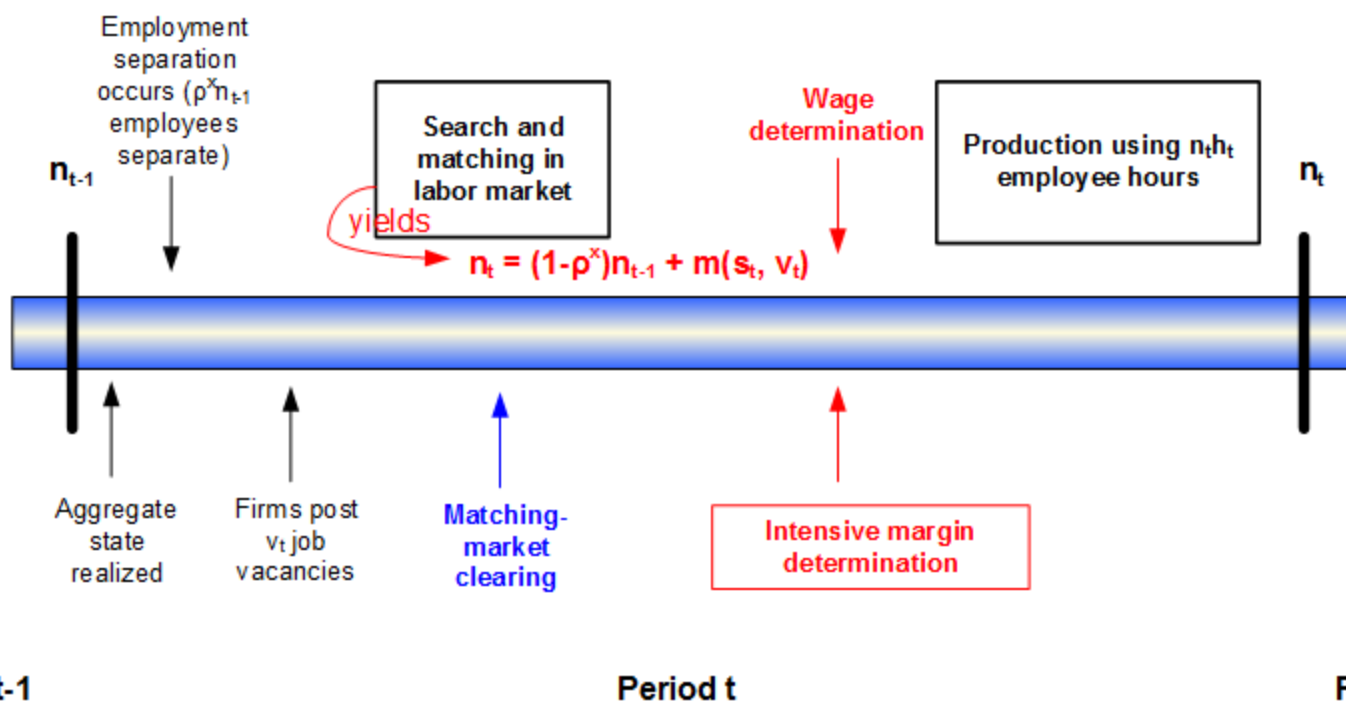 Employment
separation
occurs (ρˣnₜ₋₁
employees
separate)
nₜ₋₁
Search and
matching in
labor market
yields
nₜ = (1-ρˣ)nₜ₋₁ + m(sₜ, vₜ)
Wage
determination
Production using nₜhₜ
employee hours
nₜ
Aggregate
state
realized
Firms post
vₜ job
vacancies
Matching-
market
clearing
Intensive margin
determination
t-1
Period t